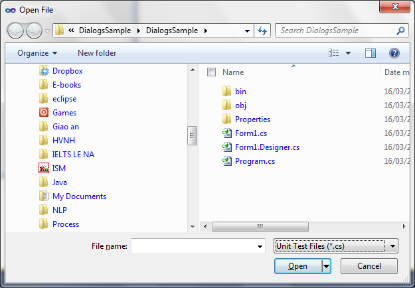 Open File
« DialogsSample DialogsSample
Search DialogsSample
Organize New folder
Name Date m
Dropbox
E-books
eclipse
Games
Giao an
HVNH
IELTS LE NA
ISM
Java
My Documents
NLP
Process
bin 16/03/
obj 16/03/
Properties 16/03/
Form1.cs 16/03/
Form1.Designer.cs 16/03/
Program.cs 16/03/
File name:
Unit Test Files (*.cs)
Open Cancel